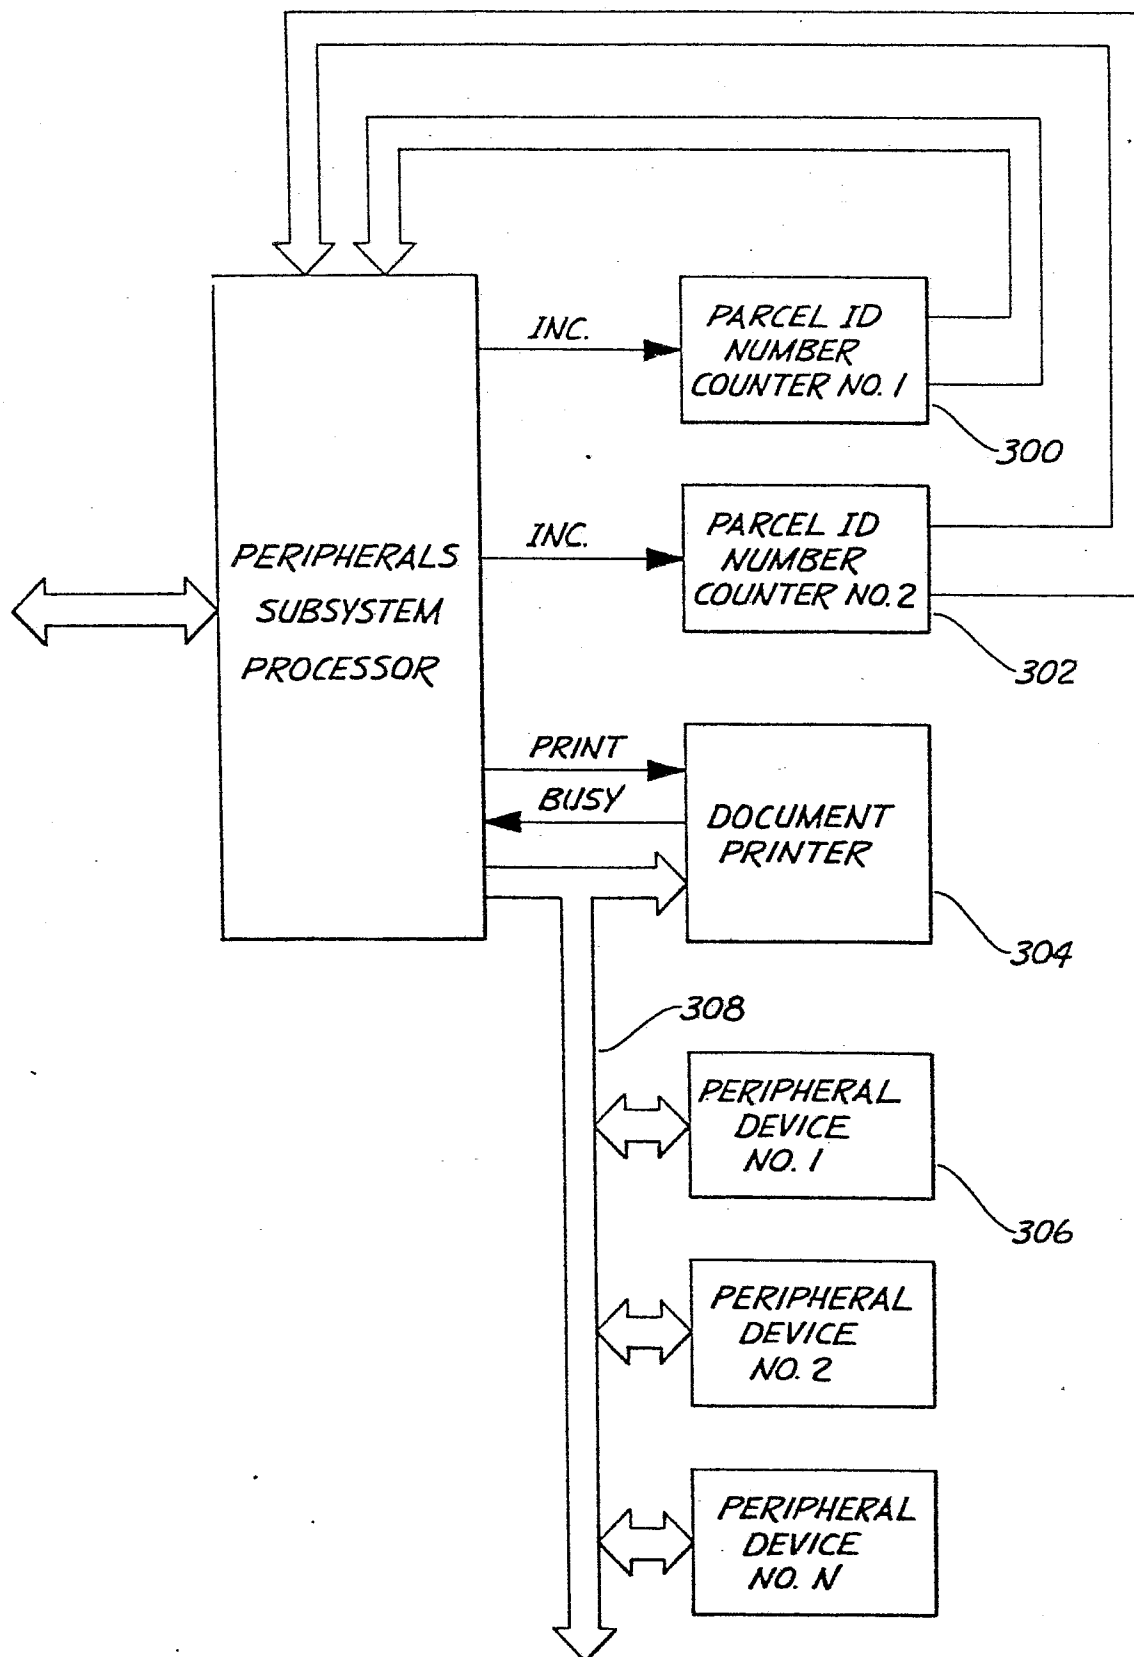 INC.
PARCEL ID
NUMBER
COUNTER NO. 1
300
INC.
PARCEL ID
NUMBER
COUNTER NO. 2
302
PERIPHERALS
SUBSYSTEM
PROCESSOR
PRINT
BUSY
DOCUMENT
PRINTER
304
308
PERIPHERAL
DEVICE
NO. 1
306
PERIPHERAL
DEVICE
NO. 2
PERIPHERAL
DEVICE
NO. N